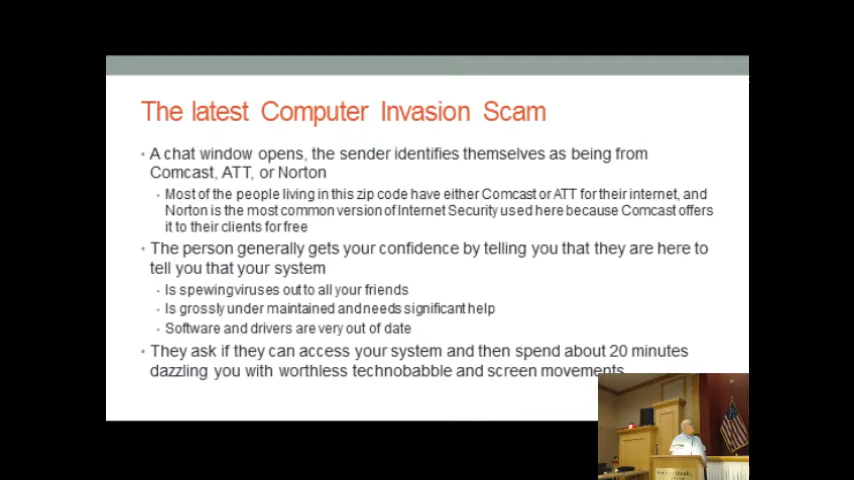 The latest Computer Invasion Scam
• A chat window opens, the sender identifies themselves as being from
Comcast, ATT, or Norton
• Most of the people living in this zip code have either Comcast or ATT for their internet, and
Norton is the most common version of Internet Security used here because Comcast offers
it to their clients for free
• The person generally gets your confidence by telling you that they are here to
tell you that your system
• Is spewing viruses out to all your friends
• Is grossly under maintained and needs significant help
• Software and drivers are very out of date
• They ask if they can access your system and then spend about 20 minutes
dazzling you with worthless technobabble and screen movements